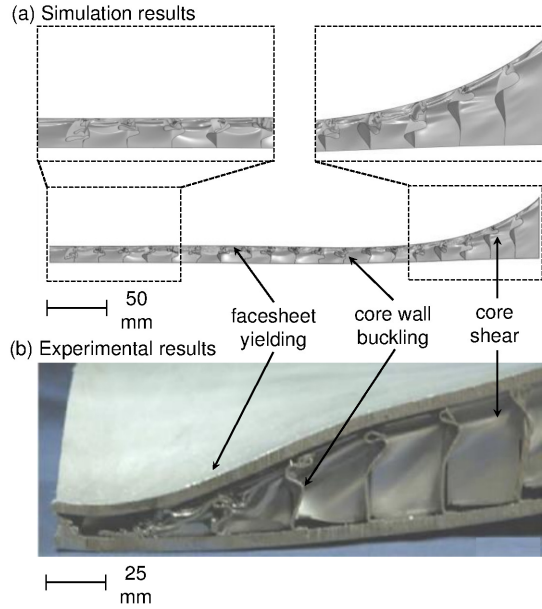 (a) Simulation results
50
mm
facesheet
yielding
core wall
buckling
core
shear
(b) Experimental results
25
mm